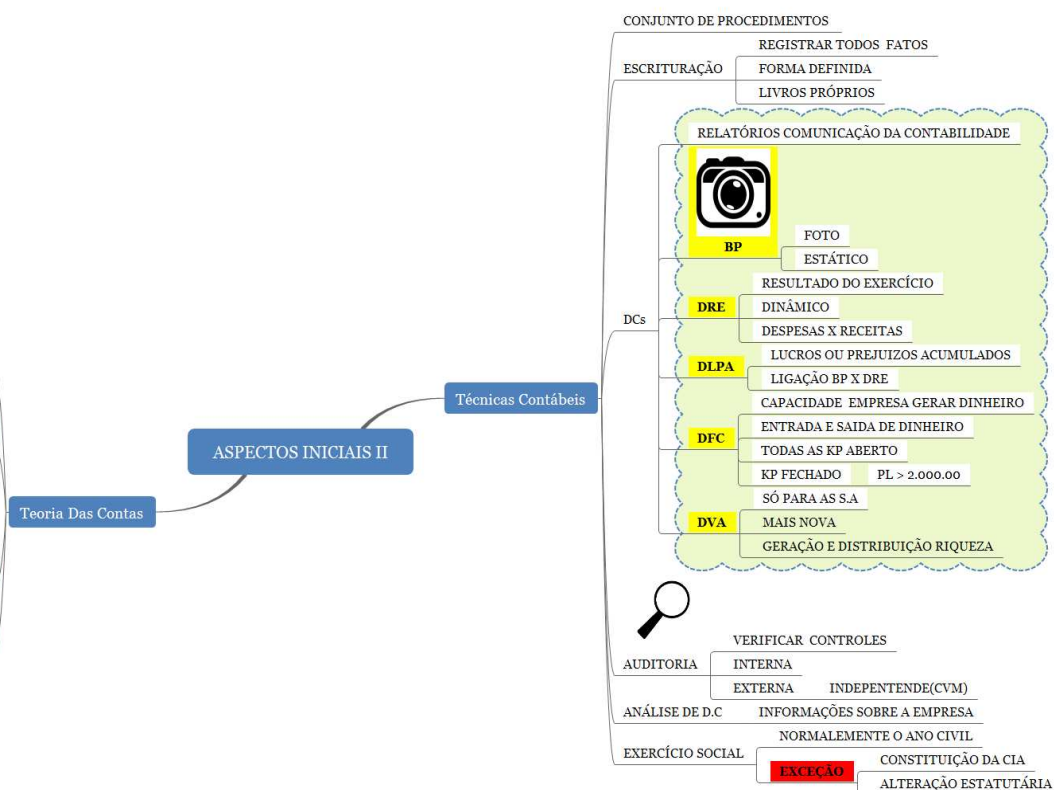 CONJUNTO DE PROCEDIMENTOS
ESCRITURAÇÃO
REGISTRAR TODOS FATOS
FORMA DEFINIDA
LIVROS PRÓPRIOS
DCs
RELATÓRIOS COMUNICAÇÃO DA CONTABILIDADE
BP
FOTO
ESTÁTICO
DRE
RESULTADO DO EXERCÍCIO
DINÂMICO
DESPESAS X RECEITAS
DLPA
LUCROS OU PREJUIZOS ACUMULADOS
LIGAÇÃO BP X DRE
DFC
CAPACIDADE EMPRESA GERAR DINHEIRO
ENTRADA E SAIDA DE DINHEIRO
TODAS AS KP ABERTO
KP FECHADO PL > 2.000.00
DVA
SÓ PARA AS S.A
MAIS NOVA
GERAÇÃO E DISTRIBUIÇÃO RIQUEZA
Técnicas Contábeis
ASPECTOS INICIAIS II
Teoria Das Contas
AUDITORIA
VERIFICAR CONTROLES
INTERNA
EXTERNA INDEPENTENDE(CVM)
ANÁLISE DE D.C INFORMAÇÕES SOBRE A EMPRESA
EXERCÍCIO SOCIAL
NORMALEMENTE O ANO CIVIL
EXCEÇÃO
CONSTITUIÇÃO DA CIA
ALTERAÇÃO ESTATUTÁRIA